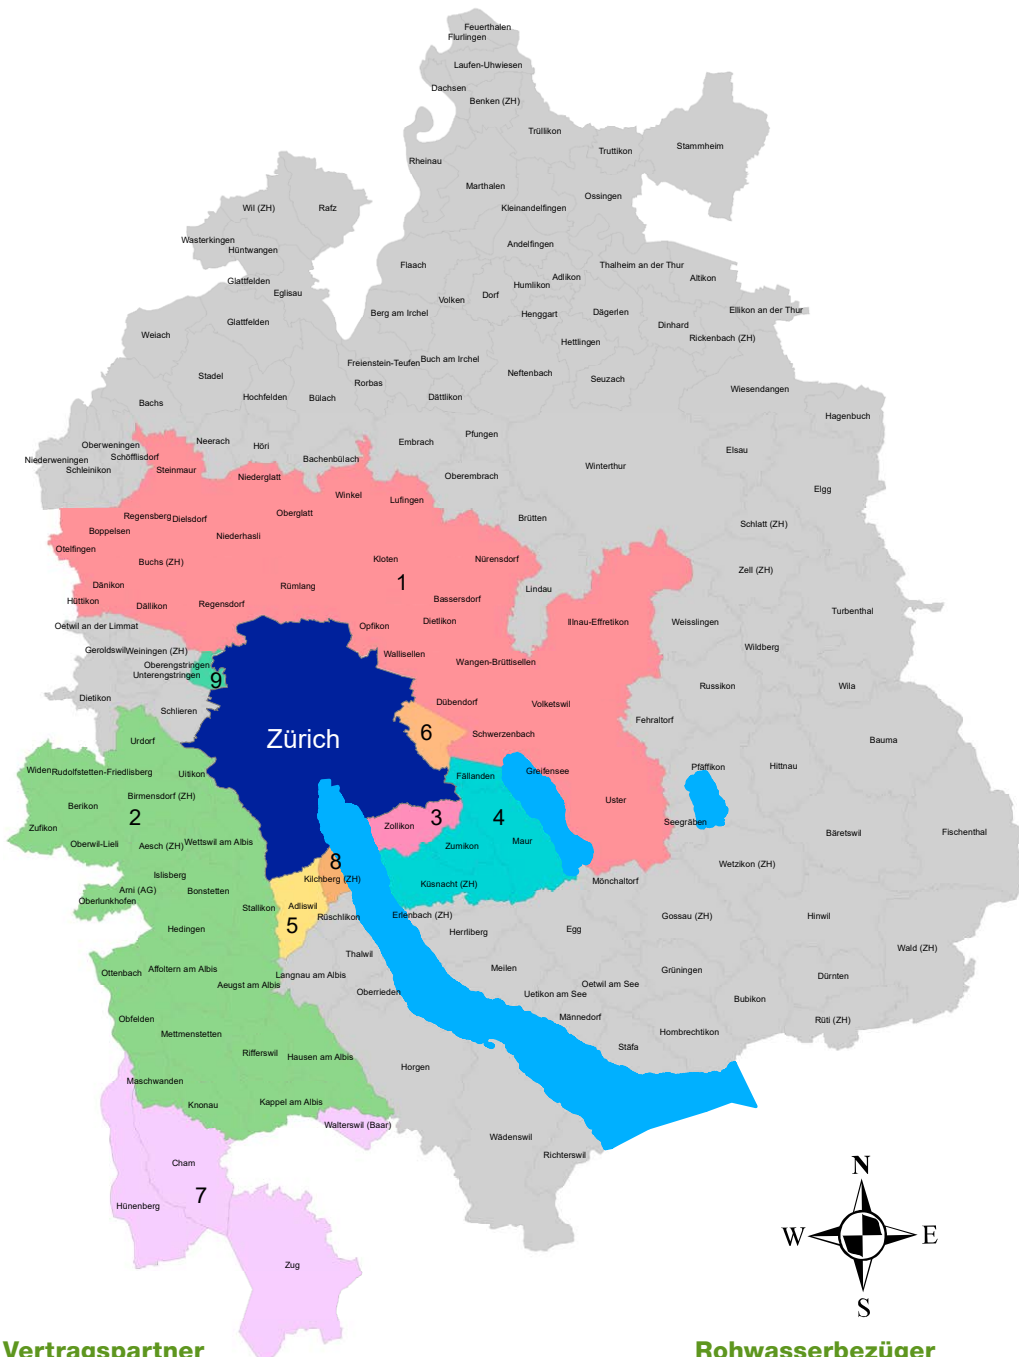 Feuerthalen
Flurlingen
Laufen-Uhwiesen
Dachsen
Benken (ZH)
Trüllikon
Truttikon
Stammheim
Rheinau
Marthalen
Ossingen
Kleinandelfingen
Wil (ZH)
Rafz
Wasterkingen
Hüntwangen
Andelfingen
Flaach
Thalheim an der Thur
Adlikon
Altikon
Humlikon
Glattfelden
Eglisau
Volken
Dorf
Ellikon an der Thur
Berg am Irchel
Henggart
Dägerlen
Glattfelden
Dinhard
Weiach
Rickenbach (ZH)
Hettlingen
Freienstein-Teufen
Buch am Irchel
Stadel
Neftenbach
Seuzach
Rorbas
Wiesendangen
Bachs
Hochfelden
Bülach
Dättlikon
Hagenbuch
Oberweningen
Neerach
Höri
Embrach
Pfungen
Elsau
Niederweningen
Schöfflisdorf
Bachenbülach
Schleinikon
Steinmaur
Winterthur
Niederglatt
Oberembrach
Elgg
Winkel
Lufingen
Regensberg
Dielsdorf
Oberglatt
Brütten
Schlatt (ZH)
Boppelsen
Niederhasli
Otelfingen
Buchs (ZH)
Kloten
Nürensdorf
Zell (ZH)
1
Dänikon
Rümlang
Lindau
Hüttikon
Dällikon
Regensdorf
Bassersdorf
Turbenthal
Oetwil an der Limmat
Opfikon
Dietlikon
Illnau-Effretikon
Weisslingen
Geroldswil
Weiningen (ZH)
Wallisellen
Wildberg
Oberengstringen
Wangen-Brüttisellen
Unterengstringen
9
Russikon
Wila
Dietikon
Dübendorf
Volketswil
Schlieren
Fehraltorf
6
Zürich
Schwerzenbach
Urdorf
Bauma
Widen
Rudolfstetten-Friedlisberg
Uitikon
Fällanden
Greifensee
Pfäffikon
Hittnau
Birmensdorf (ZH)
Berikon
Uster
2
3
4
Zufikon
Zollikon
Seegräben
Bäretswil
Fischenthal
Oberwil-Lieli
Aesch (ZH)
Wettswil am Albis
Zumikon
Maur
8
Wetzikon (ZH)
Islisberg
Kilchberg (ZH)
Küsnacht (ZH)
Mönchaltorf
Arni (AG)
Bonstetten
Oberlunkhofen
Stallikon
Adliswil
Rüschlikon
Erlenbach (ZH)
Gossau (ZH)
Hinwil
5
Hedingen
Herrliberg
Egg
Wald (ZH)
Thalwil
Ottenbach
Affoltern am Albis
Langnau am Albis
Meilen
Grüningen
Dürnten
Aeugst am Albis
Oberrieden
Uetikon am See
Oetwil am See
Bubikon
Obfelden
Männedorf
Rüti (ZH)
Mettmenstetten
Hombrechtikon
Rifferswil
Hausen am Albis
Stäfa
Horgen
Maschwanden
Knonau
Kappel am Albis
Walterswil (Baar)
Wädenswil
Richterswil
Cham
N
7
Hünenberg
W
E
Zug
S
Vertragspartner
Rohwasserbezüger